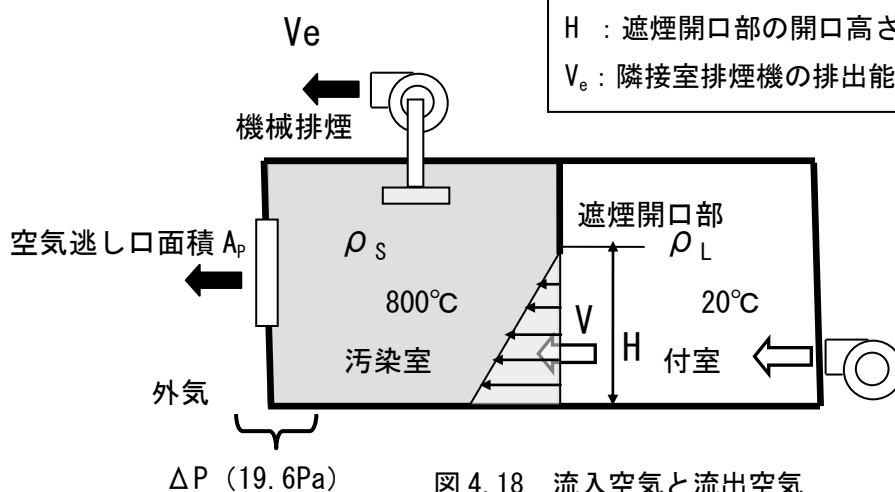 H ：遮煙開口部の開口高さ
Ve：隣接室排煙機の排出能
Ve
機械排煙
遮煙開口部
空気逃し口面積 AP
ρS
ρL
800℃
20℃
V
H
汚染室
付室
外気
ΔP (19.6Pa)
図 4.18 流入空気と流出空気